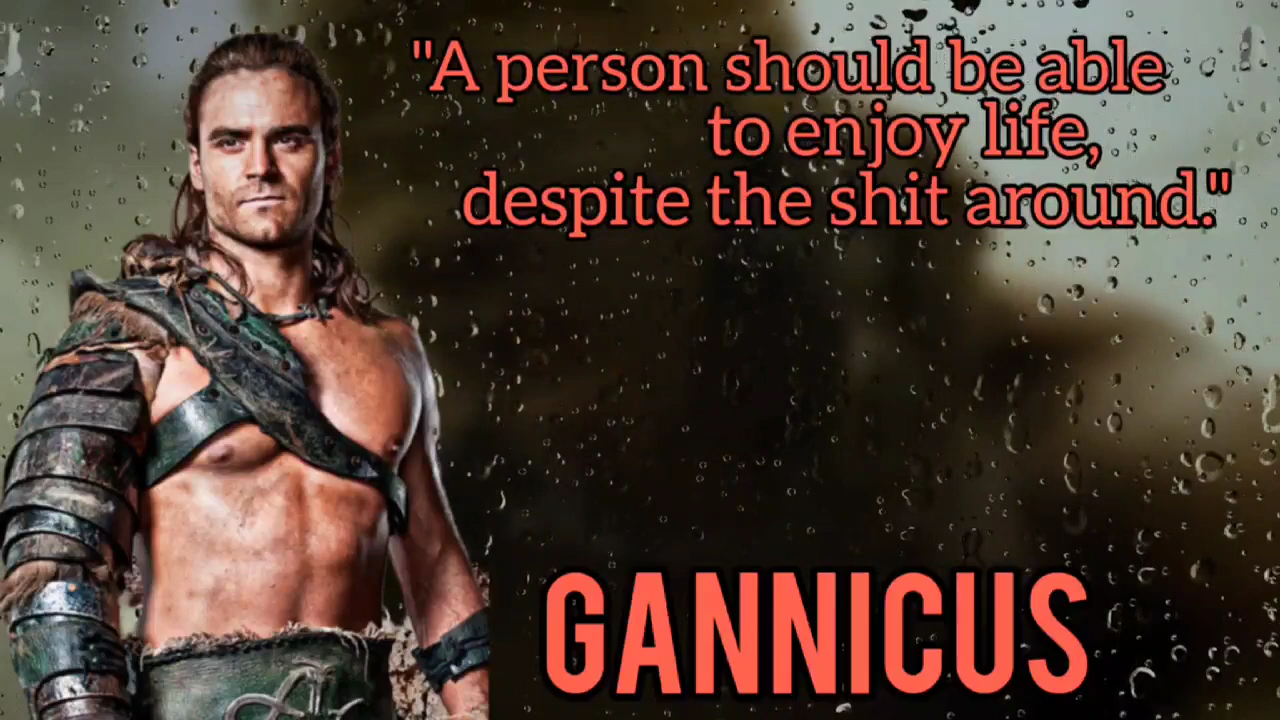 "A person should be able
to enjoy life,
despite the shit around."
GANNICUS